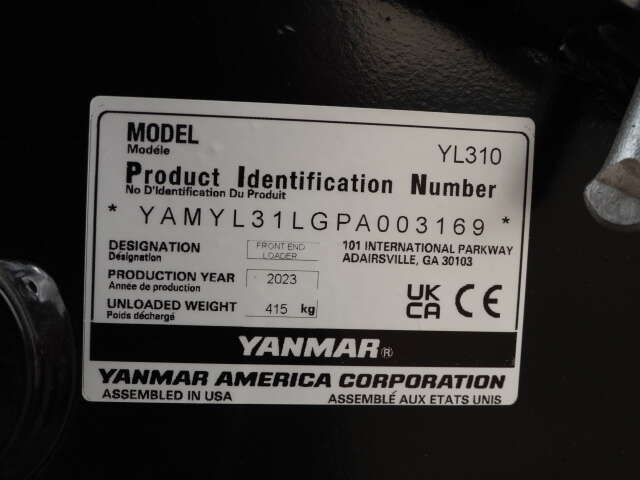 MODEL YL310
Modéle
Product Identification Number
No D'Identification Du Produit
* YAMYL31LGPA003169 *
DESIGNATION FRONT END LOADER 101 INTERNATIONAL PARKWAY
Désignation ADAIRSVILLE, GA 30103
PRODUCTION YEAR 2023
Année de production
UNLOADED WEIGHT 415 kg
Poids déchargé
UK CA CE
YANMAR®
YANMAR AMERICA CORPORATION
ASSEMBLED IN USA ASSEMBLÉ AUX ETATS UNIS